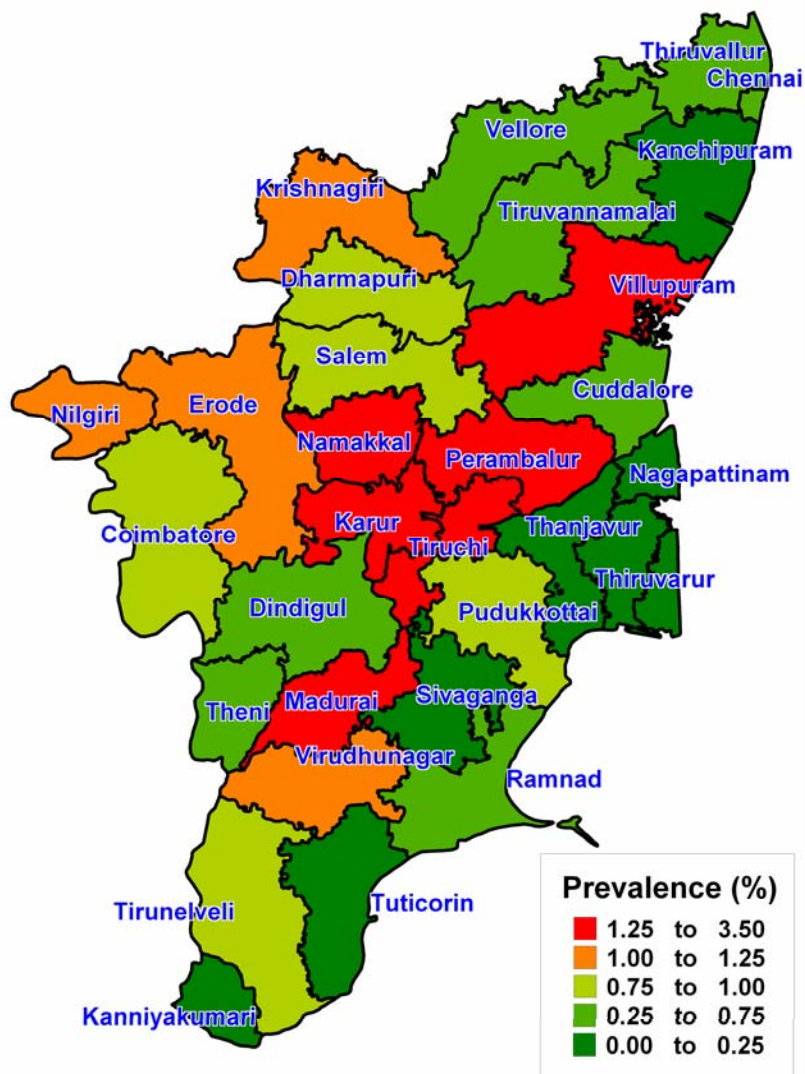 Thiruvallur
Chennai
Vellore
Kanchipuram
Krishnagiri
Tiruvannamalai
Dharmapuri
Villupuram
Salem
Cuddalore
Nilgiri
Erode
Namakkal
Perambalur
Nagapattinam
Coimbatore
Karur
Tiruchi
Thanjavur
Thiruvarur
Dindigul
Pudukkottai
Theni
Madurai
Sivaganga
Virudhunagar
Ramnad
Tirunelveli
Tuticorin
Kanniyakumari
Prevalence (%)
1.25 to 3.50
1.00 to 1.25
0.75 to 1.00
0.25 to 0.75
0.00 to 0.25